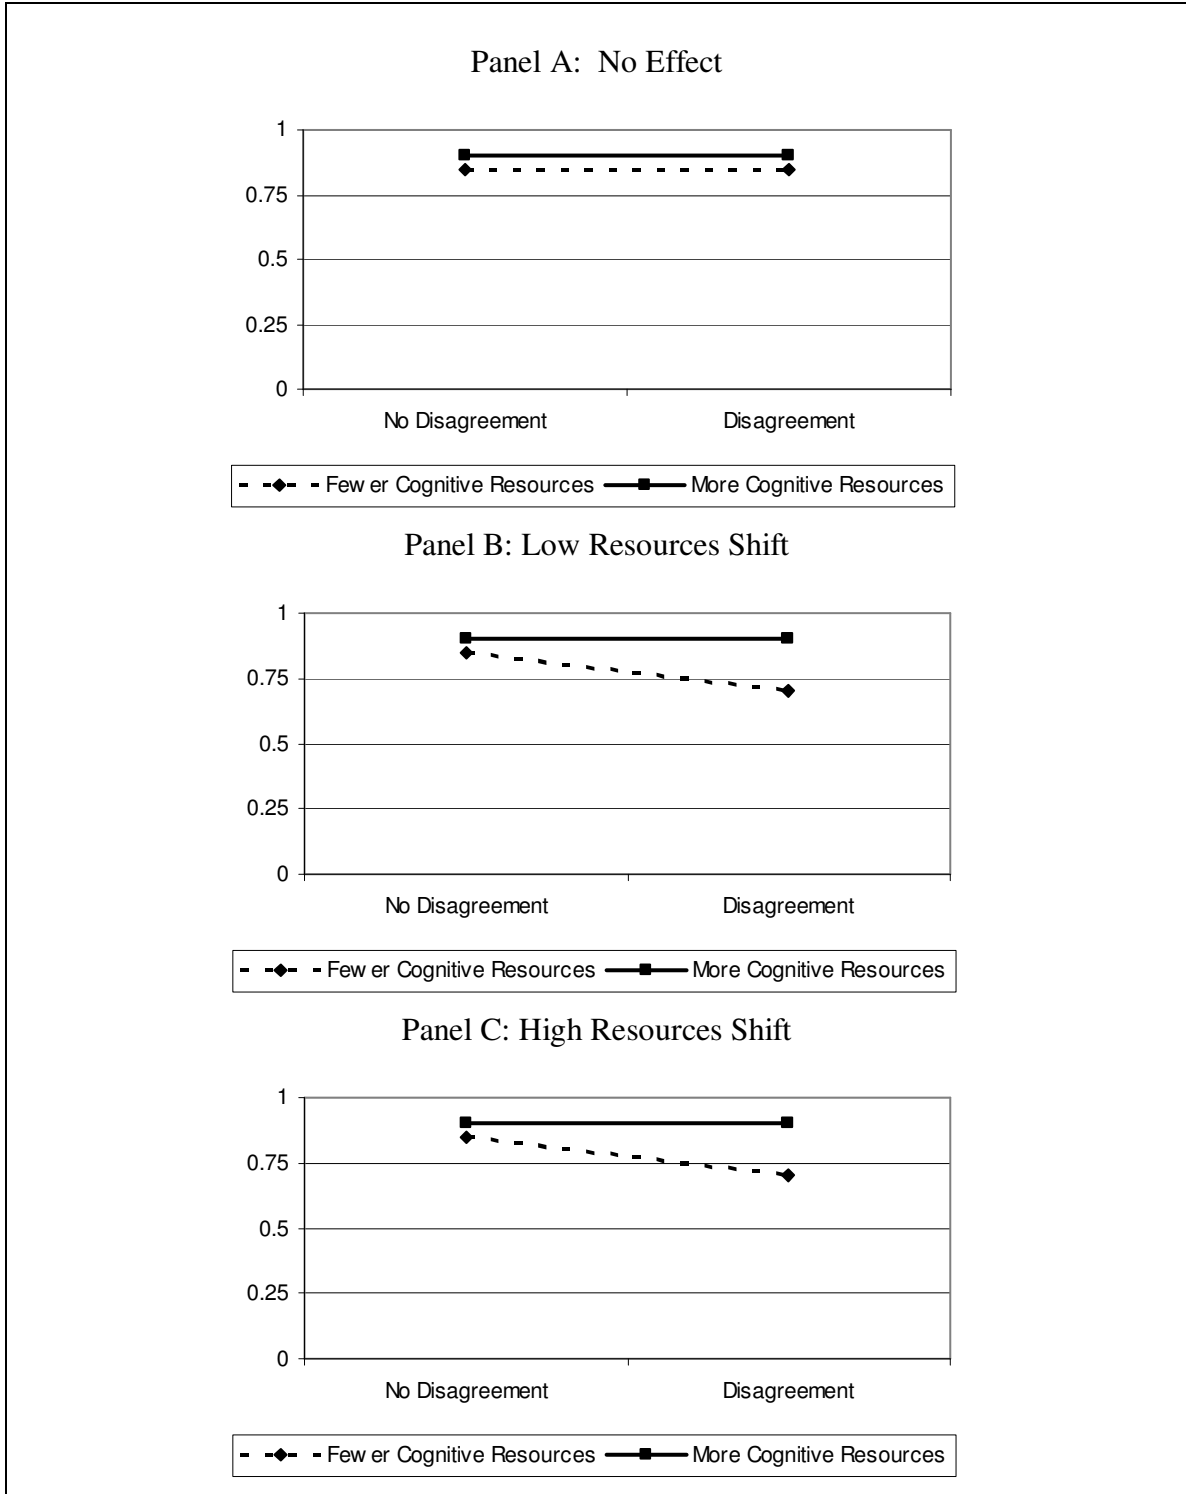 Panel A:  No Effect
1
0.75
0.5
0.25
0
No Disagreement Disagreement
Few er Cognitive Resources More Cognitive Resources
Panel B: Low Resources Shift
1
0.75
0.5
0.25
0
No Disagreement Disagreement
Few er Cognitive Resources More Cognitive Resources
Panel C: High Resources Shift
1
0.75
0.5
0.25
0
No Disagreement Disagreement
Few er Cognitive Resources More Cognitive Resources